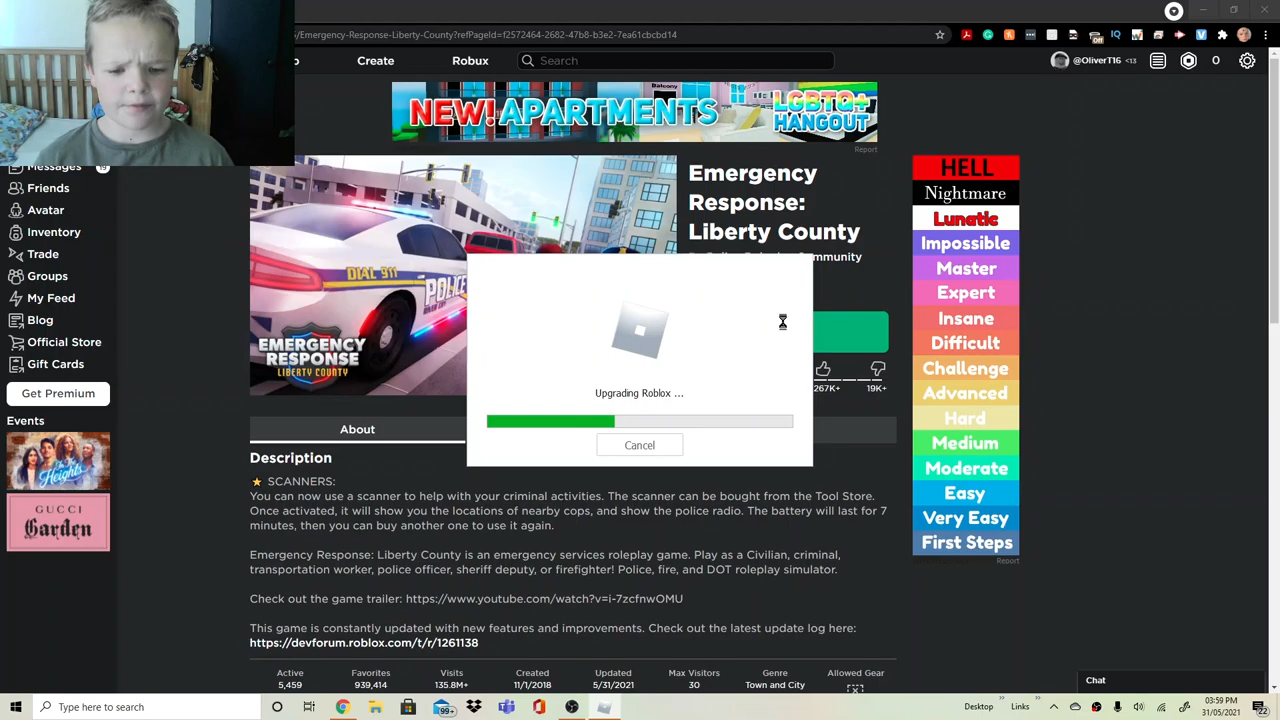 /Emergency-Response-Liberty-County?refPageId=f2572464-2682-47b8-b3e2-7ea61cbcbd14
Create
Robux
Search
@OliverT16 <13
0
NEW! APARTMENTS
Balcony
LGBTQ+
HANGOUT
Report
Messages
19
Friends
Avatar
Inventory
Trade
Groups
My Feed
Blog
Official Store
Gift Cards
Get Premium
Events
In the
Heights
GUCCI
Garden
DIAL 911
POLICE
EMERGENCY
RESPONSE
LIBERTY COUNTY
Emergency
Response:
Liberty County
Community
267K+
19K+
Upgrading Roblox ...
Cancel
About
Description
SCANNERS:
You can now use a scanner to help with your criminal activities. The scanner can be bought from the Tool Store.
Once activated, it will show you the locations of nearby cops, and show the police radio. The battery will last for 7
minutes, then you can buy another one to use it again.
Emergency Response: Liberty County is an emergency services roleplay game. Play as a Civilian, criminal,
transportation worker, police officer, sheriff deputy, or firefighter! Police, fire, and DOT roleplay simulator.
Check out the game trailer: https://www.youtube.com/watch?v=i-7zcfnwOMU
This game is constantly updated with new features and improvements. Check out the latest update log here:
https://devforum.roblox.com/t/r/1261138
Active
Favorites
Visits
Created
Updated
Max Visitors
Genre
Allowed Gear
5,459
939,414
135.8M+
11/1/2018
5/31/2021
30
Town and City
HELL
Nightmare
Lunatic
Impossible
Master
Expert
Insane
Difficult
Challenge
Advanced
Hard
Medium
Moderate
Easy
Very Easy
First Steps
Report
Chat
Type here to search
99+
Desktop
Links
03:59 PM
31/05/2021
22